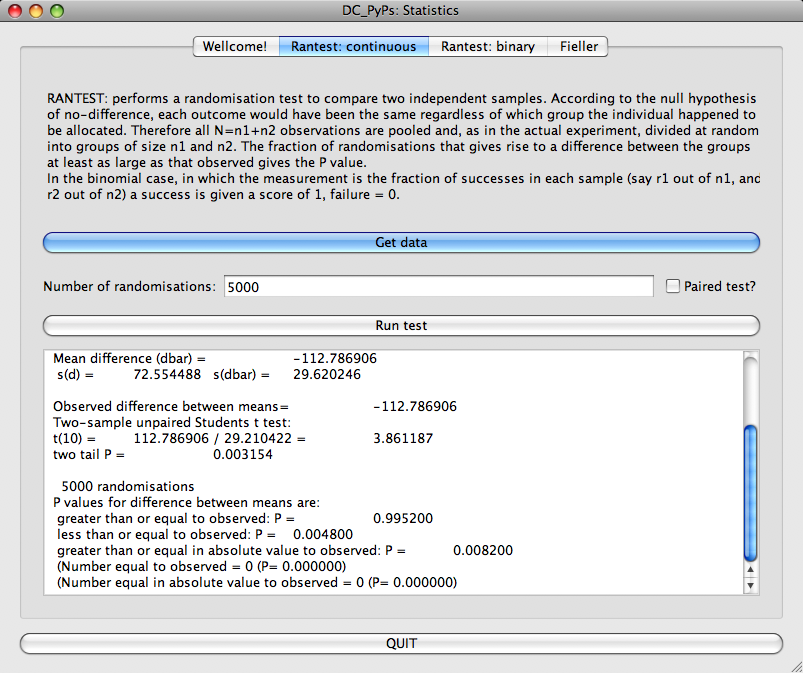 DC_PyPs: Statistics
Wellcome! Rantest: continuous Rantest: binary Fieller
RANTEST: performs a randomisation test to compare two independent samples. According to the null hypothesis
of no-difference, each outcome would have been the same regardless of which group the individual happened to
be allocated. Therefore all N=n1+n2 observations are pooled and, as in the actual experiment, divided at random
into groups of size n1 and n2. The fraction of randomisations that gives rise to a difference between the groups
at least as large as that observed gives the P value.
In the binomial case, in which the measurement is the fraction of successes in each sample (say r1 out of n1, and
r2 out of n2) a success is given a score of 1, failure = 0.
Get data
Number of randomisations: 5000 Paired test?
Run test
Mean difference (dbar) = -112.786906
s(d) = 72.554488 s(dbar) = 29.620246
Observed difference between means= -112.786906
Two-sample unpaired Students t test:
t(10) = 112.786906 / 29.210422 = 3.861187
two tail P = 0.003154
5000 randomisations
P values for difference between means are:
greater than or equal to observed: P = 0.995200
less than or equal to observed: P = 0.004800
greater than or equal in absolute value to observed: P = 0.008200
(Number equal to observed = 0 (P= 0.000000)
(Number equal in absolute value to observed = 0 (P= 0.000000)
QUIT